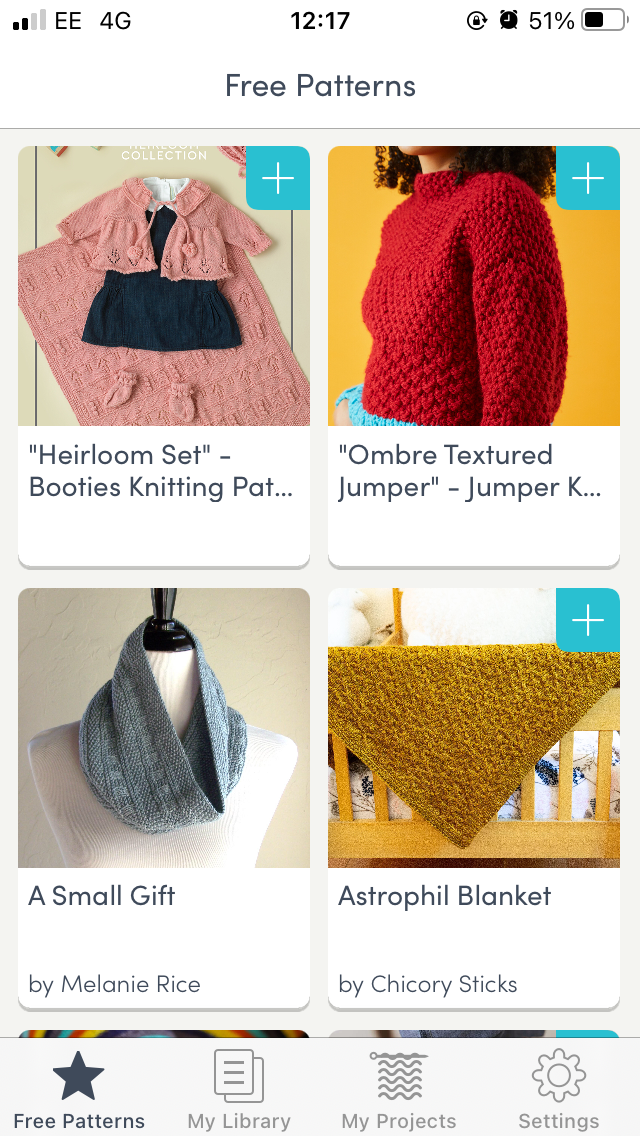 EE 4G 12:17 51%
Free Patterns
COLLECTION
"Heirloom Set" -
Booties Knitting Pat...
"Ombre Textured
Jumper" - Jumper K...
A Small Gift
by Melanie Rice
Astrophil Blanket
by Chicory Sticks
Free Patterns My Library My Projects Settings